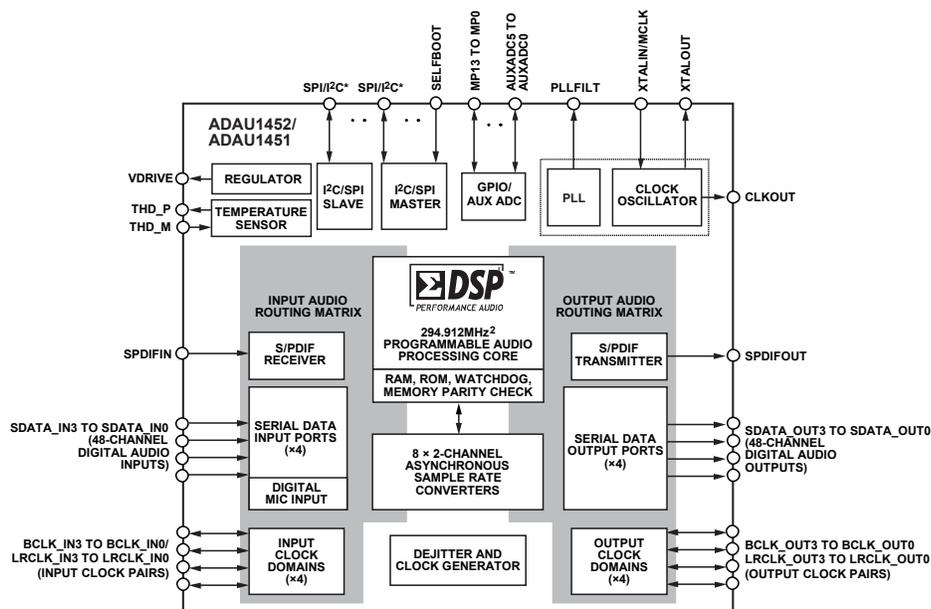 SPI/I²C*
SPI/I²C*
SELFBOOT
MP13 TO MP0
AUXADC5 TO
AUXADC0
PLLFILT
XTALIN/MCLK
XTALOUT
ADAU1452/
ADAU1451
VDRIVE
REGULATOR
THD_P
THD_M
TEMPERATURE
SENSOR
I²C/SPI
SLAVE
I²C/SPI
MASTER
GPIO/
AUX ADC
PLL
CLOCK
OSCILLATOR
CLKOUT
INPUT AUDIO
ROUTING MATRIX
ΣDSP™
PERFORMANCE AUDIO
294.912MHz²
PROGRAMMABLE AUDIO
PROCESSING CORE
RAM, ROM, WATCHDOG,
MEMORY PARITY CHECK
OUTPUT AUDIO
ROUTING MATRIX
SPDIFIN
S/PDIF
RECEIVER
S/PDIF
TRANSMITTER
SPDIFOUT
SDATA_IN3 TO SDATA_IN0
(48-CHANNEL
DIGITAL AUDIO
INPUTS)
SERIAL DATA
INPUT PORTS
(×4)
DIGITAL
MIC INPUT
8 × 2-CHANNEL
ASYNCHRONOUS
SAMPLE RATE
CONVERTERS
SERIAL DATA
OUTPUT PORTS
(×4)
SDATA_OUT3 TO SDATA_OUT0
(48-CHANNEL
DIGITAL AUDIO
OUTPUTS)
BCLK_IN3 TO BCLK_IN0/
LRCLK_IN3 TO LRCLK_IN0
(INPUT CLOCK PAIRS)
INPUT
CLOCK
DOMAINS
(×4)
DEJITTER AND
CLOCK GENERATOR
OUTPUT
CLOCK
DOMAINS
(×4)
BCLK_OUT3 TO BCLK_OUT0
LRCLK_OUT3 TO LRCLK_OUT0
(OUTPUT CLOCK PAIRS)